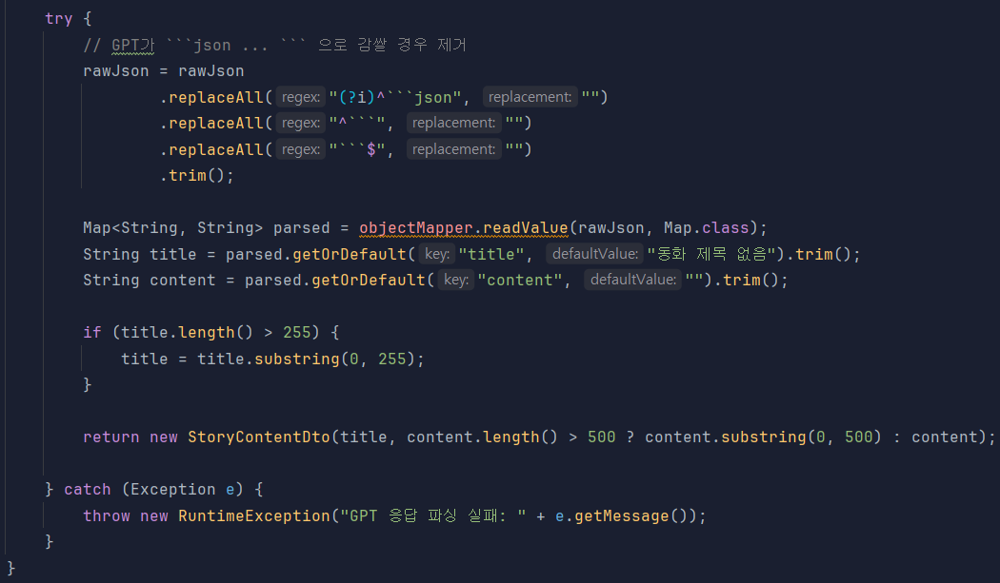 try {
// GPT가 ```json ... ``` 으로 감쌀 경우 제거
rawJson = rawJson
.replaceAll( regex: "(?i)^```json", replacement: "")
.replaceAll( regex: "^```", replacement: "")
.replaceAll( regex: "```$", replacement: "")
.trim();
Map<String, String> parsed = objectMapper.readValue(rawJson, Map.class);
String title = parsed.getOrDefault( key: "title", defaultValue: "동화 제목 없음").trim();
String content = parsed.getOrDefault( key: "content", defaultValue: "").trim();
if (title.length() > 255) {
title = title.substring(0, 255);
}
return new StoryContentDto(title, content.length() > 500 ? content.substring(0, 500) : content);
} catch (Exception e) {
throw new RuntimeException("GPT 응답 파싱 실패: " + e.getMessage());
}
}